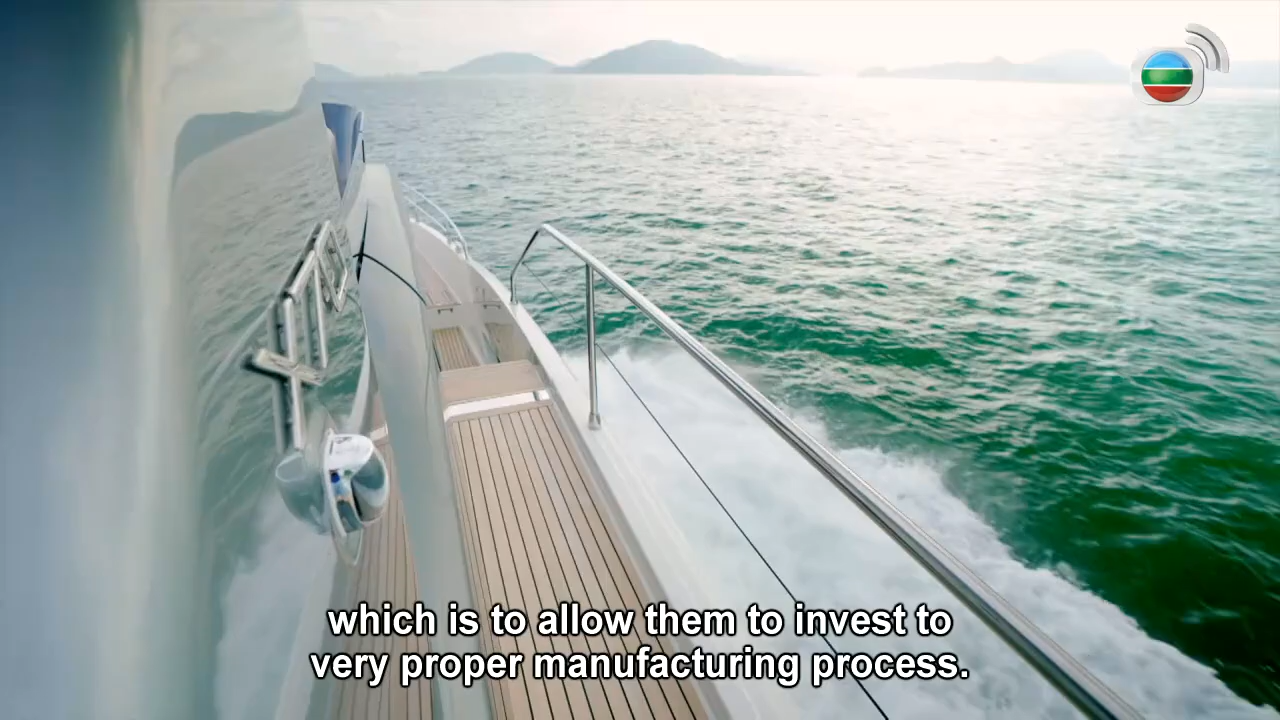 which is to allow them to invest to
very proper manufacturing process.